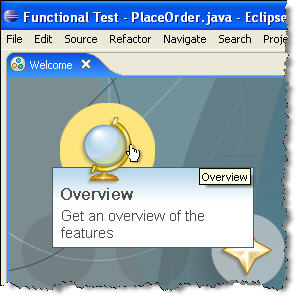 Functional Test - PlaceOrder.java - Eclipse
File Edit Source Refactor Navigate Search Proje
Welcome
Overview
Overview
Get an overview of the
features